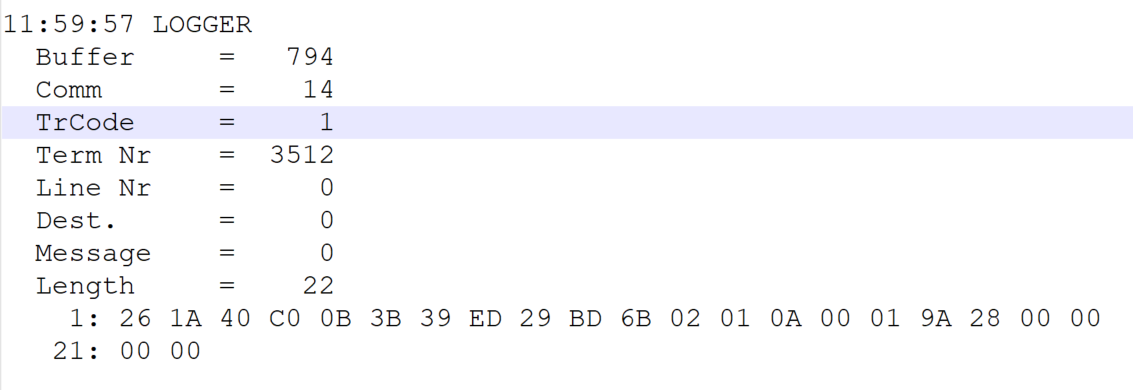 11:59:57 LOGGER
Buffer = 794
Comm = 14
TrCode = 1
Term Nr = 3512
Line Nr = 0
Dest. = 0
Message = 0
Length = 22
1: 26 1A 40 C0 0B 3B 39 ED 29 BD 6B 02 01 0A 00 01 9A 28 00 00
21: 00 00